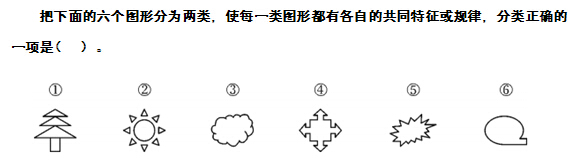 把下面的六个图形分为两类，使每一类图形都有各自的共同特征或规律，分类正确的
一项是（　）。
① ② ③ ④ ⑤ ⑥